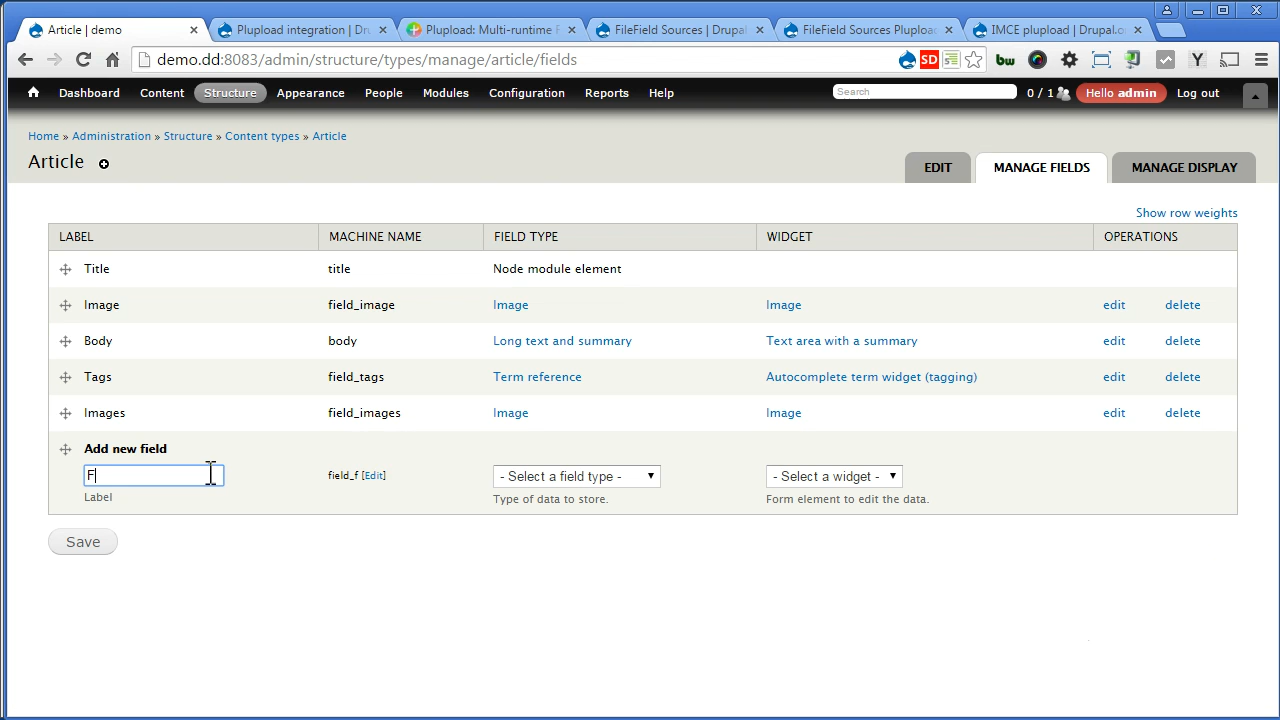 Article | demo
Plupload integration | Dru
Plupload: Multi-runtime F
FileField Sources | Drupal
FileField Sources Plupload
IMCE plupload | Drupal.o
demo.dd:8083/admin/structure/types/manage/article/fields
SD
bw
Y
Dashboard Content Structure Appearance People Modules Configuration Reports Help
Search
0 / 1
Hello admin
Log out
Home » Administration » Structure » Content types » Article
Article
EDIT
MANAGE FIELDS
MANAGE DISPLAY
Show row weights
LABEL MACHINE NAME FIELD TYPE WIDGET OPERATIONS
Title title Node module element
Image field_image Image Image edit delete
Body body Long text and summary Text area with a summary edit delete
Tags field_tags Term reference Autocomplete term widget (tagging) edit delete
Images field_images Image Image edit delete
Add new field
F field_f [Edit] - Select a field type - - Select a widget -
Label Type of data to store. Form element to edit the data.
Save